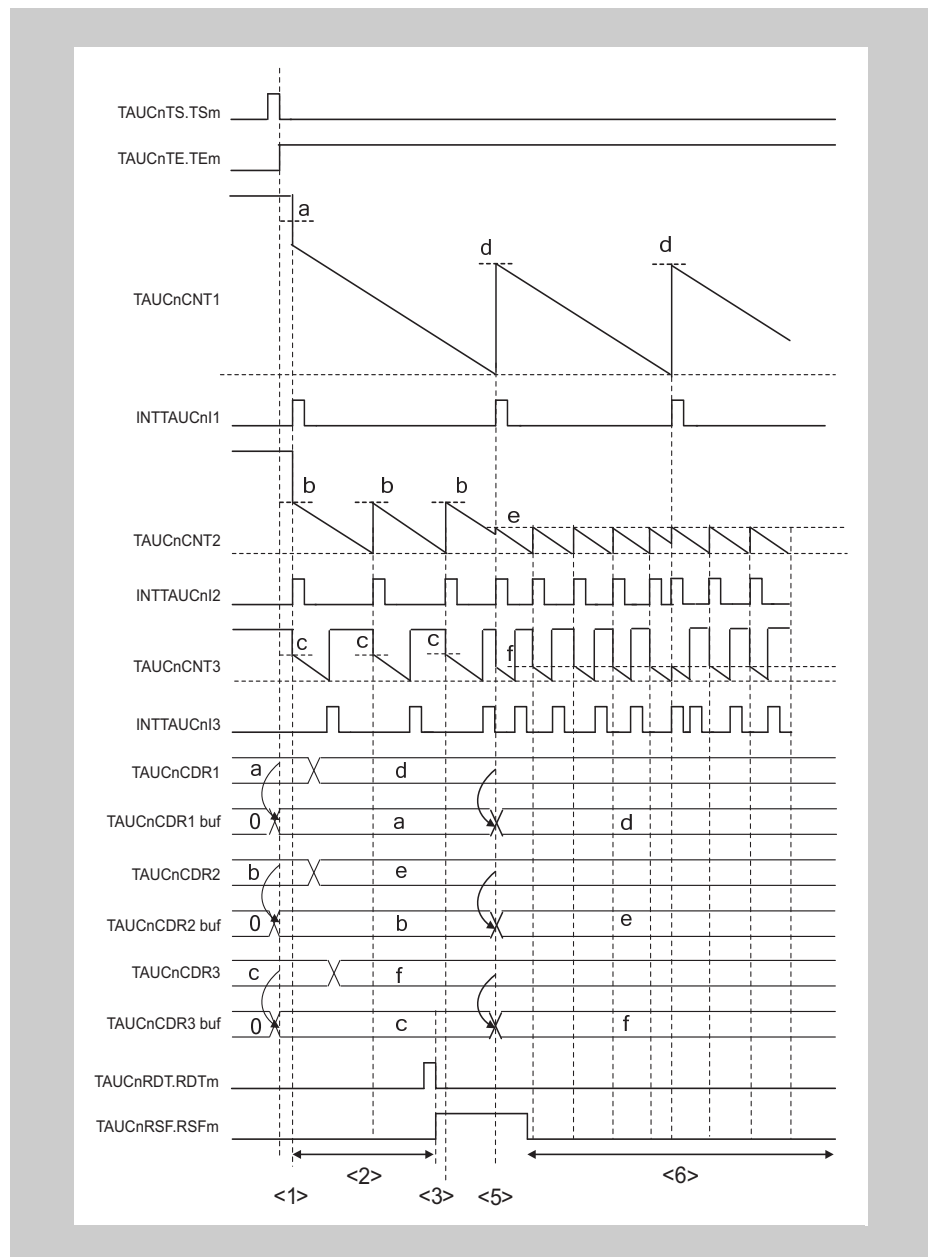 TAUCnTS.TSm
TAUCnTE.TEm
a
d
d
TAUCnCNT1
INTTAUCnI1
b
b
b
e
TAUCnCNT2
INTTAUCnI2
c
c
c
f
TAUCnCNT3
INTTAUCnI3
TAUCnCDR1
a
d
TAUCnCDR1 buf
0
a
d
TAUCnCDR2
b
e
TAUCnCDR2 buf
0
b
e
TAUCnCDR3
c
f
TAUCnCDR3 buf
0
c
f
TAUCnRDT.RDTm
TAUCnRSF.RSFm
<2>
<6>
<1>
<3>
<5>